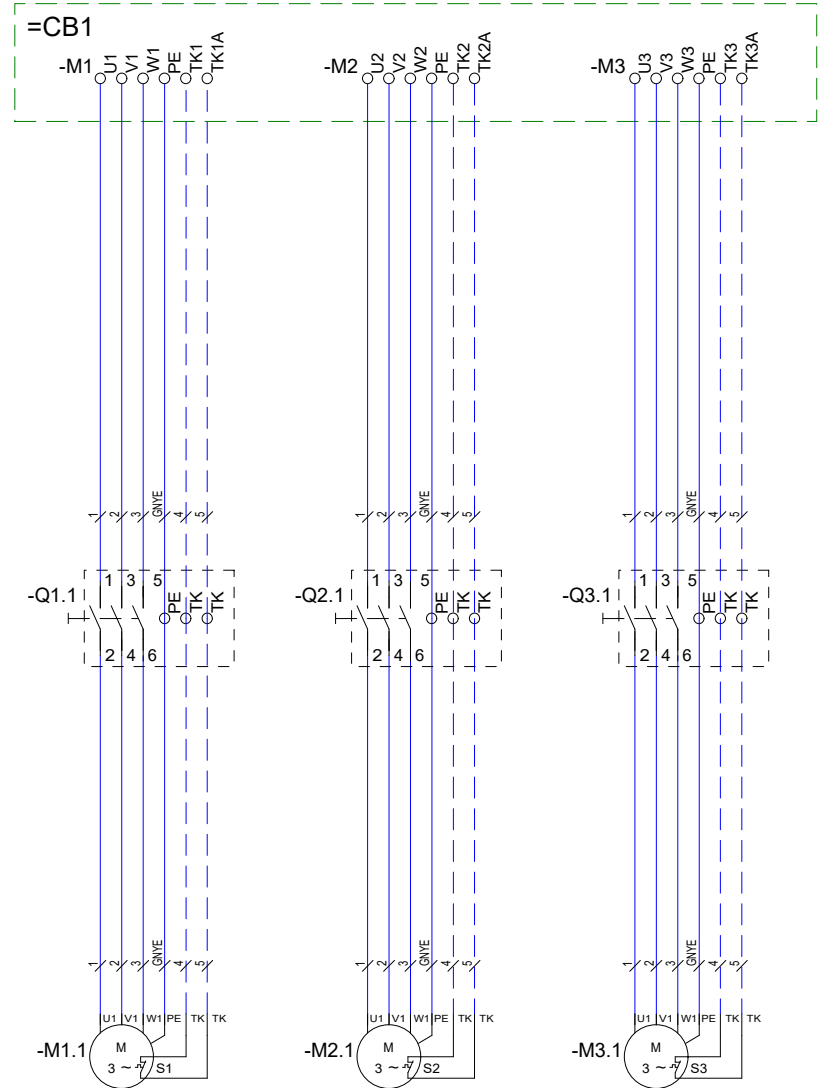 =CB1
-M1 U1 V1 W1 PE TK1 TK1A
-M2 U2 V2 W2 PE TK2 TK2A
-M3 U3 V3 W3 PE TK3 TK3A
1 2 3 GNYE 4 5
1 2 3 GNYE 4 5
1 2 3 GNYE 4 5
1 3 5
1 3 5
1 3 5
-Q1.1 PE TK TK
-Q2.1 PE TK TK
-Q3.1 PE TK TK
2 4 6
2 4 6
2 4 6
1 2 3 GNYE 4 5
1 2 3 GNYE 4 5
1 2 3 GNYE 4 5
U1 V1 W1 PE TK TK
U1 V1 W1 PE TK TK
U1 V1 W1 PE TK TK
-M1.1 M
3 ~ S1
-M2.1 M
3 ~ S2
-M3.1 M
3 ~ S3